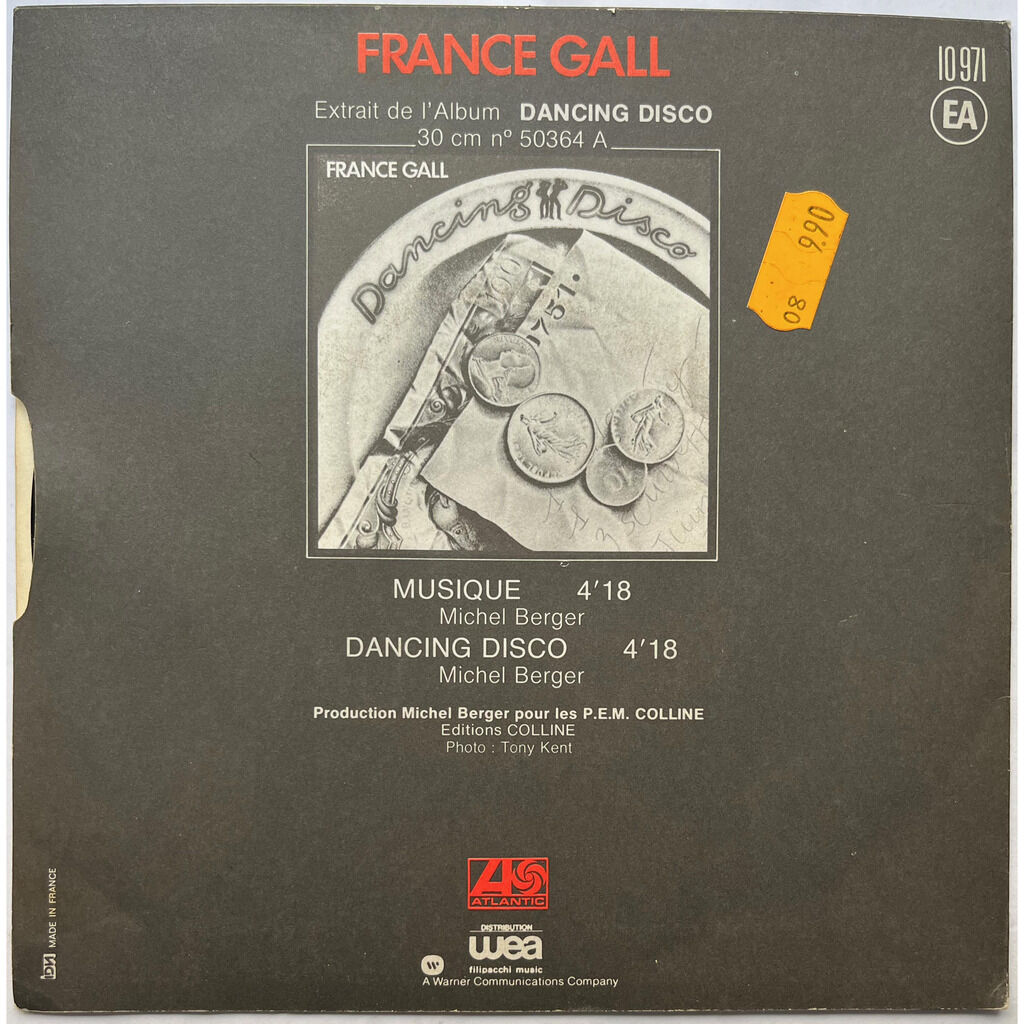 FRANCE GALL
10971
EA
Extrait de l'Album DANCING DISCO
30 cm nº 50364 A
FRANCE GALL
Dancing Disco
100
1751.
9.90
08
MUSIQUE 4'18
Michel Berger
DANCING DISCO 4'18
Michel Berger
Production Michel Berger pour les P.E.M. COLLINE
Editions COLLINE
Photo : Tony Kent
MADE IN FRANCE
ATLANTIC
DISTRIBUTION
wea
filipacchi music
A Warner Communications Company